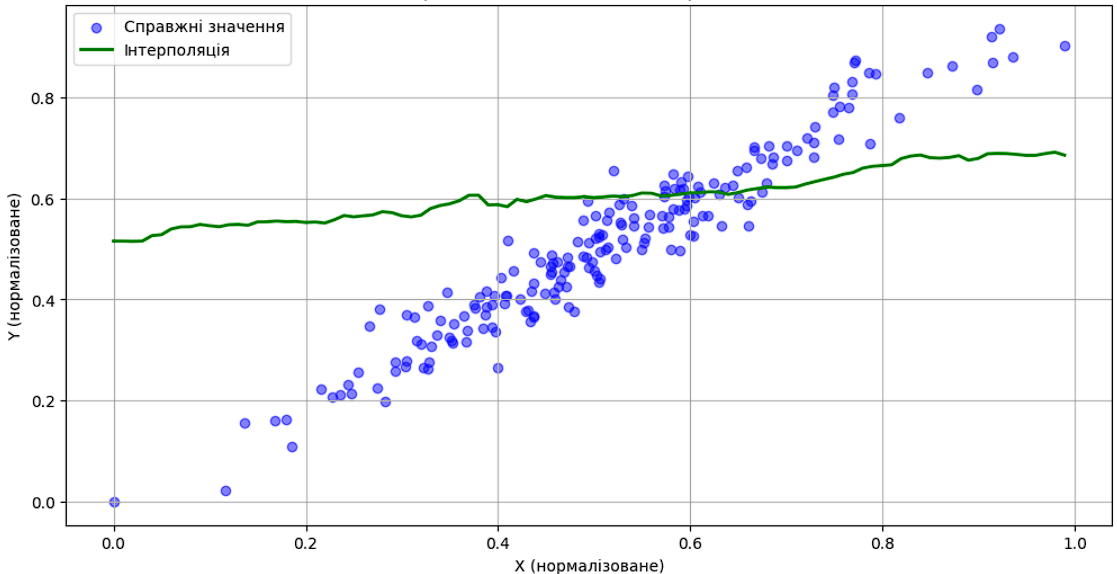 Справжні значення
Інтерполяція
Y (нормалізоване)
0.8
0.6
0.4
0.2
0.0
0.0 0.2 0.4 0.6 0.8 1.0
X (нормалізоване)